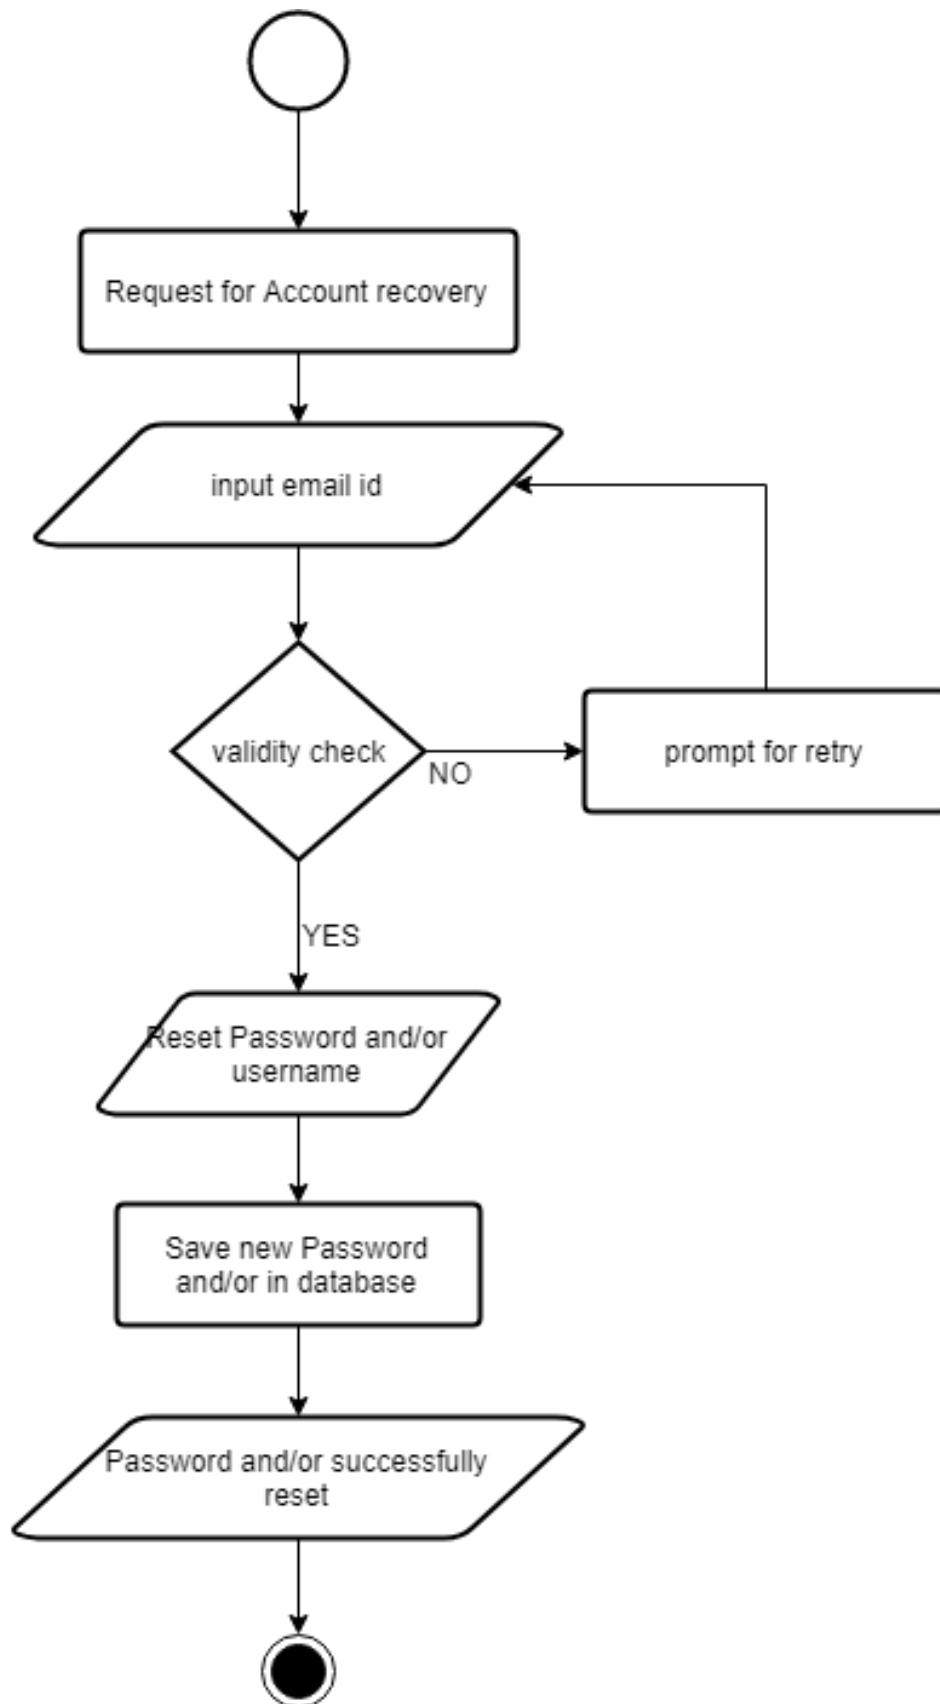 Request for Account recovery
input email id
validity check
NO
prompt for retry
YES
Reset Password and/or
username
Save new Password
and/or in database
Password and/or successfully
reset